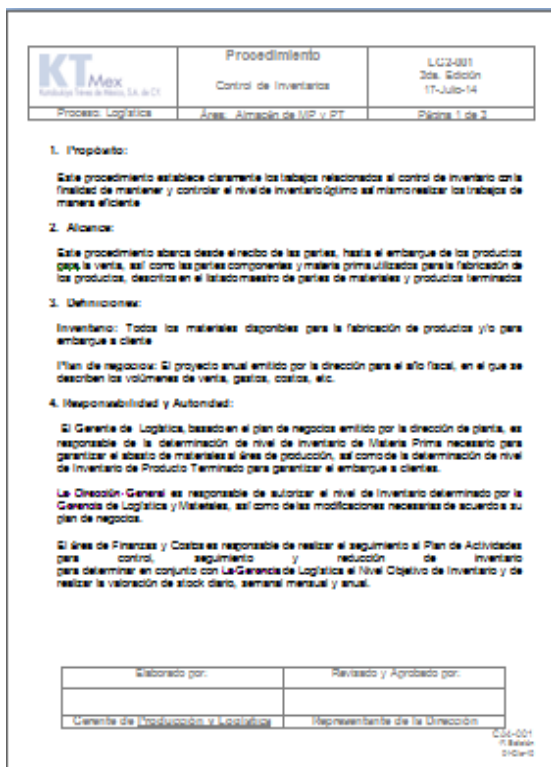 KT Mex
Procedimiento
Control de Inventarios
LC2-001
2da. Edición
17-Julio-14
Proceso: Logística
Área: Almacén de MP y PT
Página 1 de 3
1. Propósito:
Este procedimiento establece claramente los trabajos relacionados al control de inventario con la
finalidad de mantener y controlar el nivel de inventario óptimo así mismo realizar los trabajos de
manera eficiente
2. Alcance:
Este procedimiento abarca desde el recibo de las partes, hasta el embarque de los productos
para la venta, así como las partes componentes y materia prima utilizados para la fabricación de
los productos, descritos en el listado maestro de partes de materiales y productos terminados
3. Definiciones:
Inventario: Todos los materiales disponibles para la fabricación de productos y/o para
embarque a cliente
Plan de negocios: El proyecto anual emitido por la dirección para el año fiscal, en el que se
describen los volúmenes de venta, gastos, costos, etc.
4. Responsabilidad y Autoridad:
El Gerente de Logística, basado en el plan de negocios emitido por la dirección de planta, es
responsable de la determinación de nivel de inventario de Materia Prima necesario para
garantizar el abasto de materiales al área de producción, así como de la determinación de nivel
de Inventario de Producto Terminado para garantizar el embarque a clientes.
La Dirección General es responsable de autorizar el nivel de inventario determinado por la
Gerencia de Logística y Materiales, así como de las modificaciones necesarias de acuerdo a su
plan de negocios.
El área de Finanzas y Costos es responsable de realizar el seguimiento al Plan de Actividades
para control, seguimiento y reducción de inventario
para determinar en conjunto con La Gerencia de Logística el Nivel Objetivo de Inventario y de
realizar la valoración de stock diario, semanal mensual y anual.
Elaborado por:
Revisado y Aprobado por:
Gerente de Producción y Logística
Representante de la Dirección